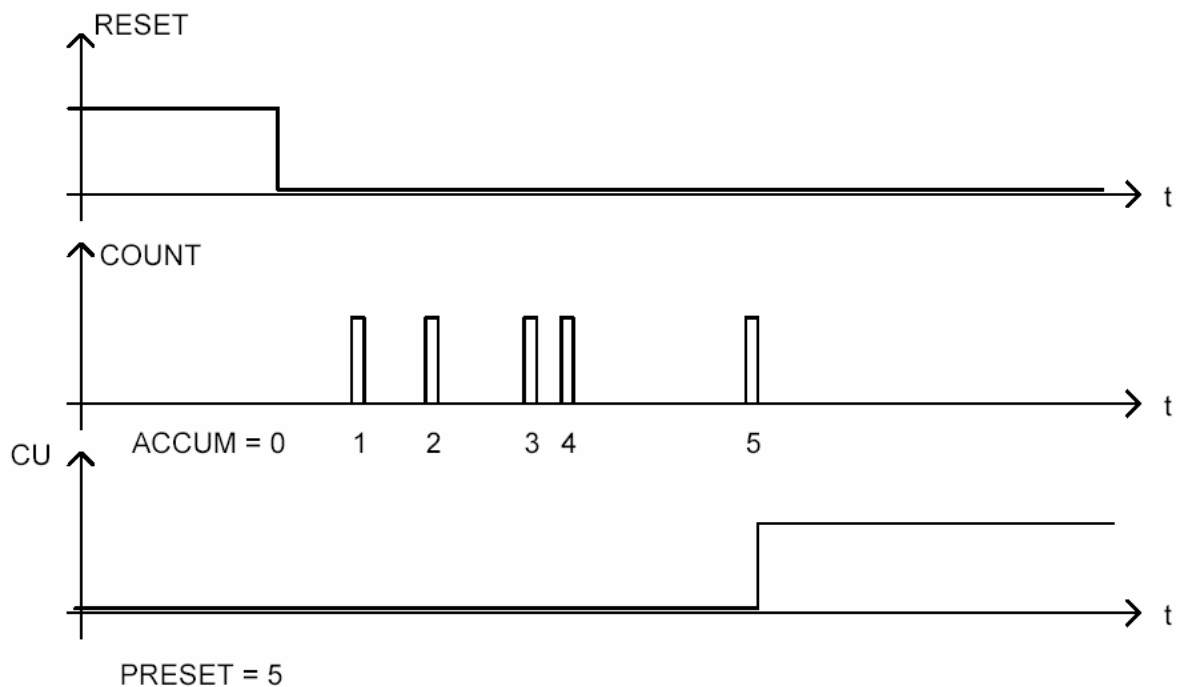 RESET
t
COUNT
t
ACCUM = 0 1 2 3 4 5
CU
t
PRESET = 5